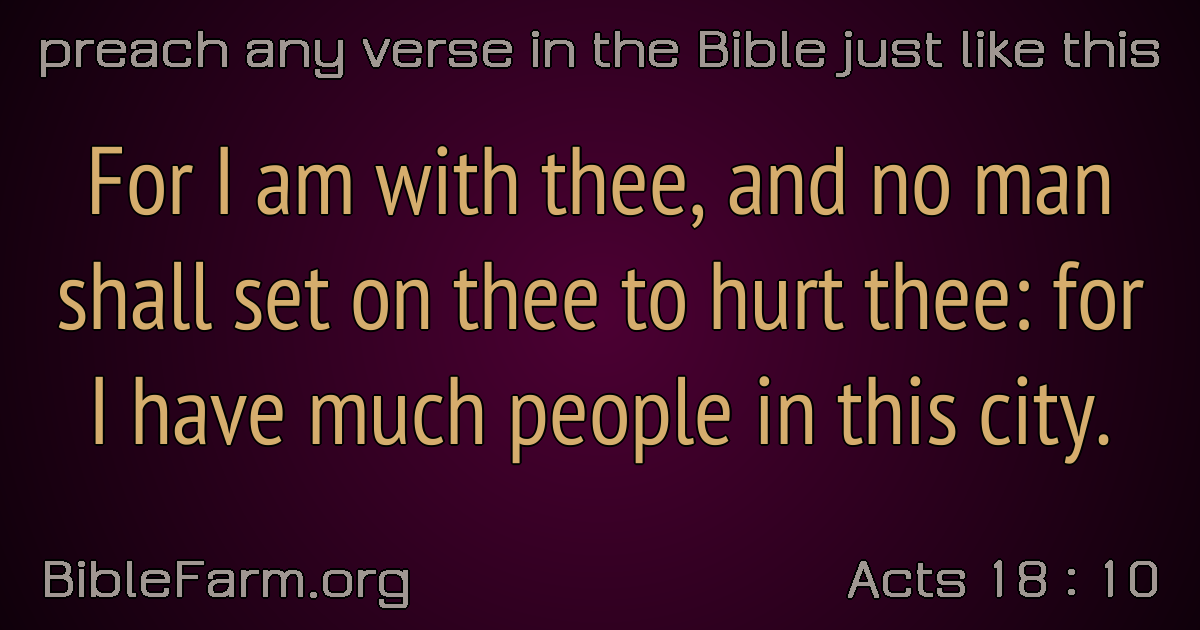 preach any verse in the Bible just like this
For I am with thee, and no man
shall set on thee to hurt thee: for
I have much people in this city.
BibleFarm.org
Acts 18 : 10